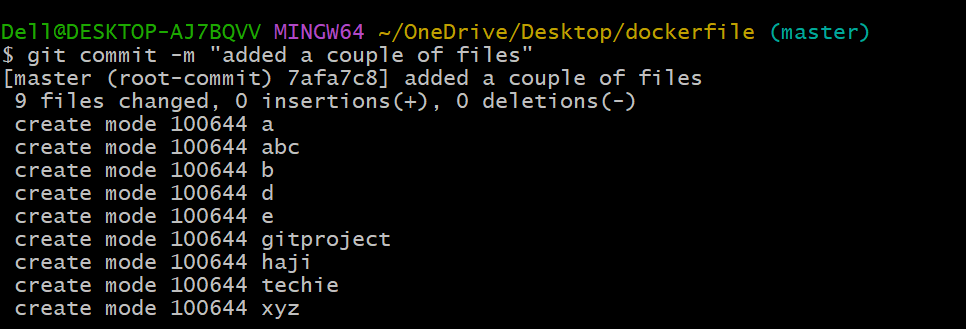 Dell@DESKTOP-AJ7BQVV MINGW64 ~/OneDrive/Desktop/dockerfile (master)
$ git commit -m "added a couple of files"
[master (root-commit) 7afa7c8] added a couple of files
 9 files changed, 0 insertions(+), 0 deletions(-)
 create mode 100644 a
 create mode 100644 abc
 create mode 100644 b
 create mode 100644 d
 create mode 100644 e
 create mode 100644 gitproject
 create mode 100644 haji
 create mode 100644 techie
 create mode 100644 xyz